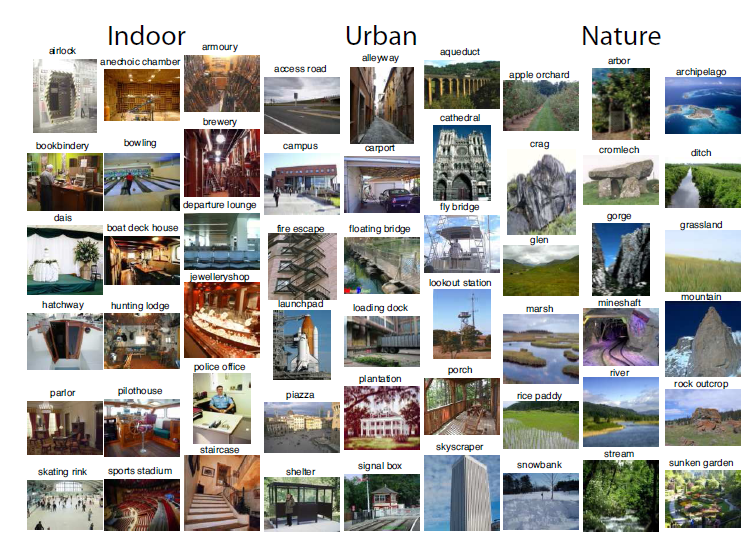 Indoor
Urban
Nature
airlock
anechoic chamber
armoury
access road
alleyway
aqueduct
apple orchard
arbor
archipelago
bookbindery
bowling
brewery
campus
carport
cathedral
crag
cromlech
ditch
dais
boat deck house
departure lounge
fire escape
floating bridge
fly bridge
glen
gorge
grassland
hatchway
hunting lodge
jewelleryshop
launchpad
loading dock
lookout station
marsh
mineshaft
mountain
parlor
pilothouse
police office
piazza
plantation
porch
rice paddy
river
rock outcrop
skating rink
sports stadium
staircase
shelter
signal box
skyscraper
snowbank
stream
sunken garden